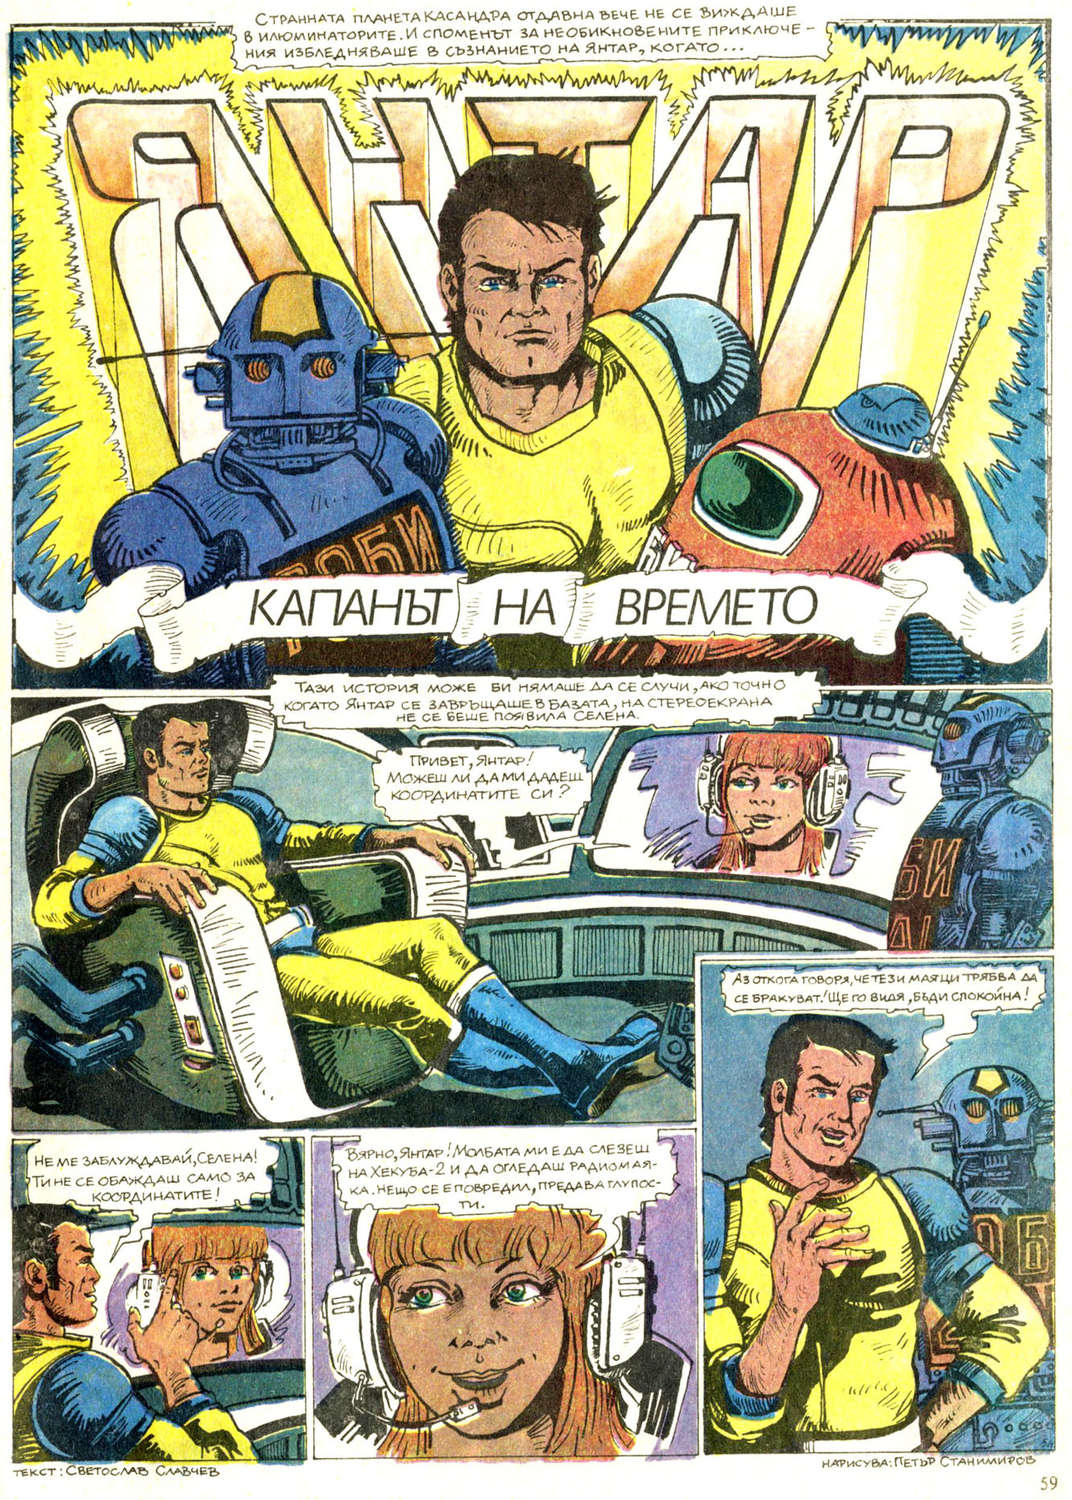 СТРАННАТА ПЛАНЕТА КАСАНДРА ОТДАВНА ВЕЧЕ НЕ СЕ ВИЖДАШЕ
В ИЛЮМИНАТОРИТЕ. И СПОМЕНЪТ ЗА НЕОБИКНОВЕНИТЕ ПРИКЛЮЧЕ-
НИЯ ИЗБЛЕДНЯВАШЕ В СЪЗНАНИЕТО НА ЯНТАР, КОГАТО...
ЯНТАР
РОБИ
БИ
КАПАНЪТ НА ВРЕМЕТО
ТАЗИ ИСТОРИЯ МОЖЕ БИ НЯМАШЕ ДА СЕ СЛУЧИ, АКО ТОЧНО
КОГАТО ЯНТАР СЕ ЗАВРЪЩАШЕ В БАЗАТА, НА СТЕРЕОЕКРАНА
НЕ СЕ БЕШЕ ПОЯВИЛА СЕЛЕНА.
ПРИВЕТ, ЯНТАР!
МОЖЕШ ЛИ ДА МИ ДАДЕШ
КООРДИНАТИТЕ СИ?
БИ
АЗ ОТКОГА ГОВОРЯ, ЧЕ ТЕЗИ МАЯЦИ ТРЯБВА ДА
СЕ БРАКУВАТ! ЩЕ ГО ВИДЯ, БЪДИ СПОКОЙНА!
НЕ МЕ ЗАБЛУЖДАВАЙ, СЕЛЕНА!
ТИ НЕ СЕ ОБАЖДАШ САМО ЗА
КООРДИНАТИТЕ!
ВЯРНО, ЯНТАР! МОЛБАТА МИ Е ДА СЛЕЗЕШ
НА ХЕКУБА-2 И ДА ОГЛЕДАШ РАДИОМАЯ-
КА. НЕЩО СЕ Е ПОВРЕДИЛ, ПРЕДАВА ГЛУПОС-
ТИ.
ОБ
ТЕКСТ: СВЕТОСЛАВ СЛАВЧЕВ
НАРИСУВА: ПЕТЪР СТАНИМИРОВ
59